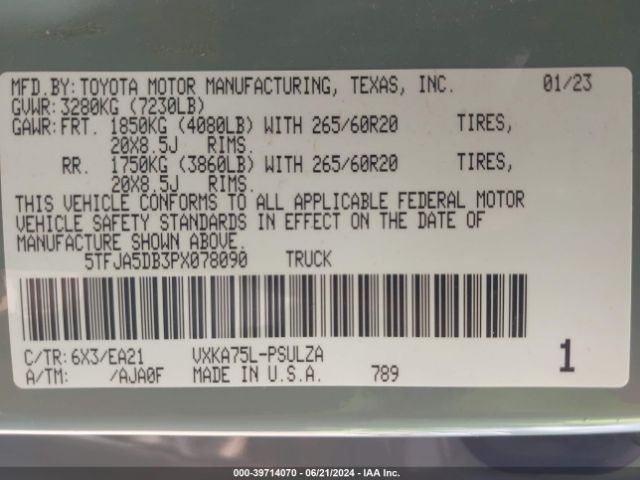 MFD.BY: TOYOTA MOTOR MANUFACTURING, TEXAS, INC. 01/23
GVWR: 3280KG (7230LB)
GAWR: FRT. 1850KG (4080LB) WITH 265/60R20 TIRES,
20X8.5J RIMS.
RR. 1750KG (3860LB) WITH 265/60R20 TIRES,
20X8.5J RIMS.
THIS VEHICLE CONFORMS TO ALL APPLICABLE FEDERAL MOTOR
VEHICLE SAFETY STANDARDS IN EFFECT ON THE DATE OF
MANUFACTURE SHOWN ABOVE.
5TFJA5DB3PX078090 TRUCK
C/TR: 6X3/EA21 VXKA75L-PSULZA 1
A/TM: /AJA0F MADE IN U.S.A. 789
000-39714070 - 06/21/2024 - IAAI.COM